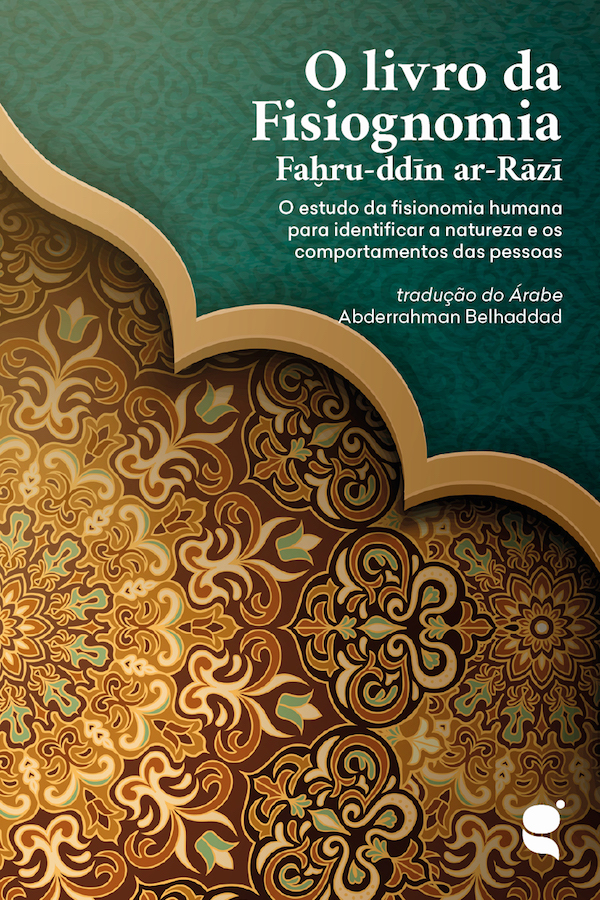 O livro da
Fisiognomia
Faḫru-ddīn ar-Rāzī
O estudo da fisionomia humana
para identificar a natureza e os
comportamentos das pessoas
tradução do Árabe
Abderrahman Belhaddad